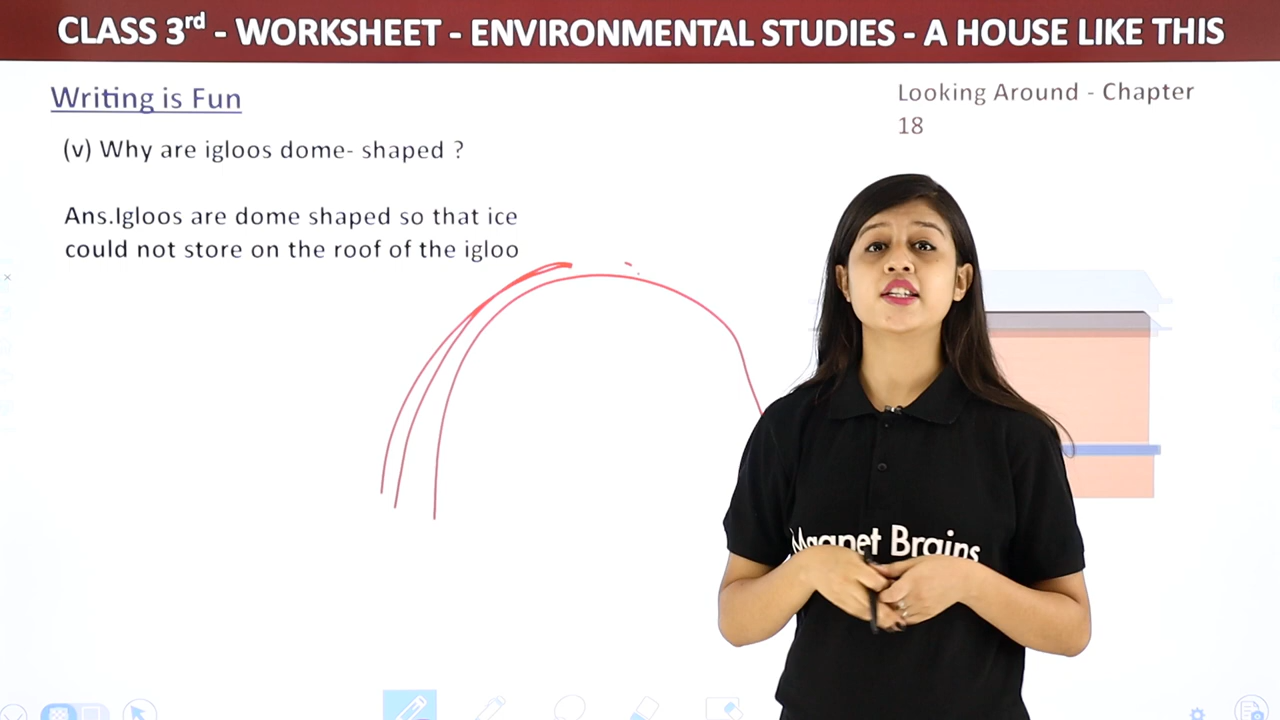 CLASS 3rd - WORKSHEET - ENVIRONMENTAL STUDIES - A HOUSE LIKE THIS
Writing is Fun
Looking Around - Chapter
18
(v) Why are igloos dome- shaped ?
Ans.Igloos are dome shaped so that ice
could not store on the roof of the igloo
Magnet Brains